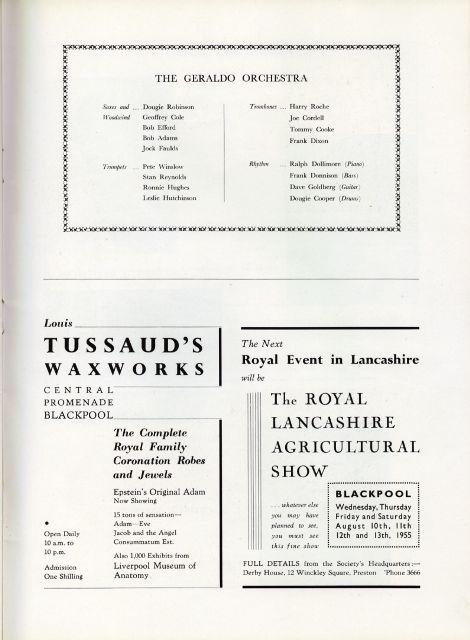 THE GERALDO ORCHESTRA
Saxes and ... Dougie Robinson
Woodwind Geoffrey Cole
Bob Efford
Bob Adams
Jock Faulds
Trumpets ... Pete Winslow
Stan Reynolds
Ronnie Hughes
Leslie Hutchinson
Trombones ... Harry Roche
Joe Cordell
Tommy Cooke
Frank Dixon
Rhythm ... Ralph Dollimore (Piano)
Frank Donnison (Bass)
Dave Goldberg (Guitar)
Dougie Cooper (Drums)
Louis
TUSSAUD'S
WAXWORKS
CENTRAL
PROMENADE
BLACKPOOL
The Complete
Royal Family
Coronation Robes
and Jewels
Epstein's Original Adam
Now Showing
15 tons of sensation—
Adam—Eve
Jacob and the Angel
Consummatum Est.
Also 1,000 Exhibits from
Liverpool Museum of
Anatomy
Open Daily
10 a.m. to
10 p.m.
Admission
One Shilling
The Next
Royal Event in Lancashire
will be
The ROYAL
LANCASHIRE
AGRICULTURAL
SHOW
. . . whatever else
you may have
planned to see,
you must see
this fine show
BLACKPOOL
Wednesday, Thursday
Friday and Saturday
August 10th, 11th
12th and 13th, 1955
FULL DETAILS from the Society's Headquarters:—
Derby House, 12 Winckley Square, Preston 'Phone 3666